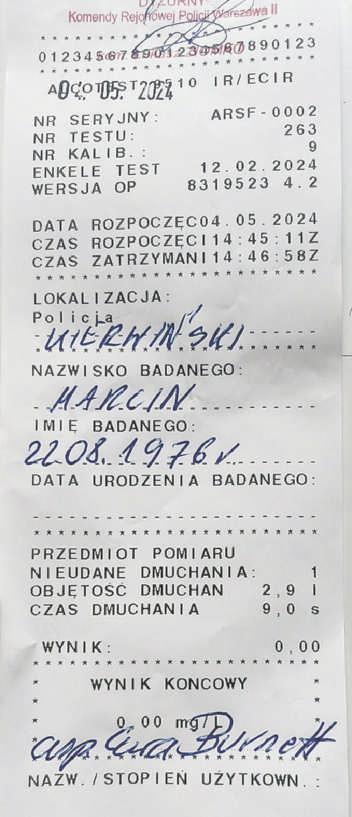 DYŻURNY
Komendy Rejonowej Policji Warszawa II
* * * * * * * * * * * * * * * * * * * *
012345678901234567890123
ALCOTEST 9510 IR/ECIR
04. 05. 2024
NR SERYJNY: ARSF-0002
NR TESTU: 263
NR KALIB.: 9
ENKELE TEST 12.02.2024
WERSJA OP 8319523 4.2
DATA ROZPOCZĘC04.05.2024
CZAS ROZPOCZĘCI14:45:11Z
CZAS ZATRZYMANI14:46:58Z
* * * * * * * * * * * * * * * * * * * *
LOKALIZACJA:
Policja
KIERWIŃSKI
NAZWISKO BADANEGO:
MARCIN
IMIĘ BADANEGO:
22.08.1976 r
DATA URODZENIA BADANEGO:
------------------------
* * * * * * * * * * * * * * * * * * * *
PRZEDMIOT POMIARU
NIEUDANE DMUCHANIA: 1
OBJĘTOŚĆ DMUCHAN 2,9 l
CZAS DMUCHANIA 9,0 s
WYNIK: 0,00
* * * * * * * * * * * * * * * * * * * *
* WYNIK KONCOWY *
* 0,00 mg/L *
asp. Ewa Burnett
NAZW./STOPIEŃ UŻYTKOWN.: